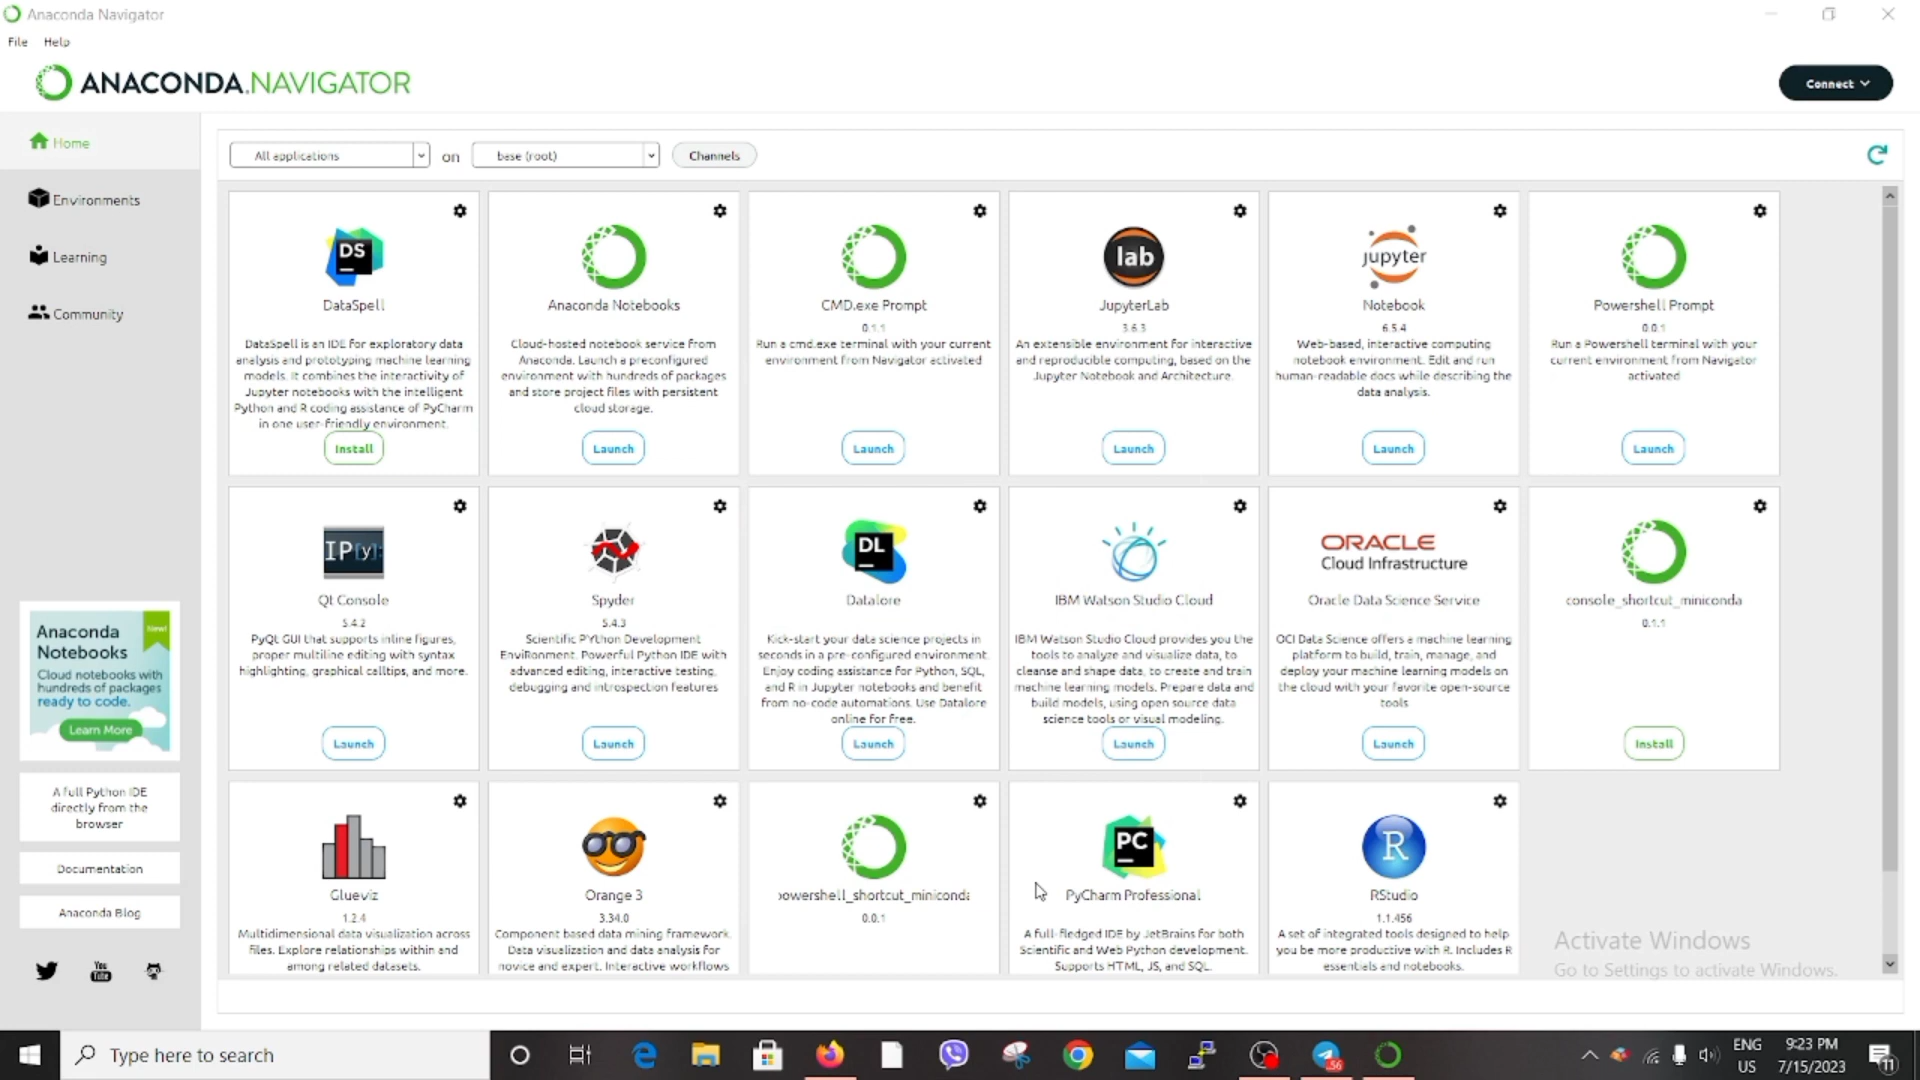 Anaconda Navigator
File Help
ANACONDA.NAVIGATOR
Connect
Home
Environments
Learning
Community
All applications on base (root) Channels
DS
DataSpell
DataSpell is an IDE for exploratory data
analysis and prototyping machine learning
models. It combines the interactivity of
Jupyter notebooks with the intelligent
Python and R coding assistance of PyCharm
in one user-friendly environment.
Install
Anaconda Notebooks
Cloud-hosted notebook service from
Anaconda. Launch a preconfigured
environment with hundreds of packages
and store project files with persistent
cloud storage.
Launch
CMD.exe Prompt
0.1.1
Run a cmd.exe terminal with your current
environment from Navigator activated
Launch
lab
JupyterLab
3.6.3
An extensible environment for interactive
and reproducible computing, based on the
Jupyter Notebook and Architecture.
Launch
jupyter
Notebook
6.5.4
Web-based, interactive computing
notebook environment. Edit and run
human-readable docs while describing the
data analysis.
Launch
Powershell Prompt
0.0.1
Run a Powershell terminal with your
current environment from Navigator
activated
Launch
IP[y]:
Qt Console
5.4.2
PyQt GUI that supports inline figures,
proper multiline editing with syntax
highlighting, graphical calltips, and more.
Launch
Spyder
5.4.3
Scientific PYthon Development
EnviRonment. Powerful Python IDE with
advanced editing, interactive testing,
debugging and introspection features
Launch
DL
Datalore
Kick-start your data science projects in
seconds in a pre-configured environment.
Enjoy coding assistance for Python, SQL,
and R in Jupyter notebooks and benefit
from no-code automations. Use Datalore
online for free.
Launch
IBM Watson Studio Cloud
IBM Watson Studio Cloud provides you the
tools to analyze and visualize data, to
cleanse and shape data, to create and train
machine learning models. Prepare data and
build models, using open source data
science tools or visual modeling.
Launch
ORACLE
Cloud Infrastructure
Oracle Data Science Service
OCI Data Science offers a machine learning
platform to build, train, manage, and
deploy your machine learning models on
the cloud with your favorite open-source
tools
Launch
console_shortcut_miniconda
0.1.1
Install
Glueviz
1.2.4
Multidimensional data visualization across
files. Explore relationships within and
among related datasets.
Orange 3
3.34.0
Component based data mining framework.
Data visualization and data analysis for
novice and expert. Interactive workflows
powershell_shortcut_miniconda
0.0.1
PC
PyCharm Professional
A full-fledged IDE by JetBrains for both
Scientific and Web Python development.
Supports HTML, JS, and SQL.
R
RStudio
1.1.456
A set of integrated tools designed to help
you be more productive with R. Includes R
essentials and notebooks.
Anaconda
Notebooks
New!
Cloud notebooks with
hundreds of packages
ready to code.
Learn More
A full Python IDE
directly from the
browser
Documentation
Anaconda Blog
You
Tube
Activate Windows
Go to Settings to activate Windows.
Type here to search
56
ENG
US
9:23 PM
7/15/2023
11